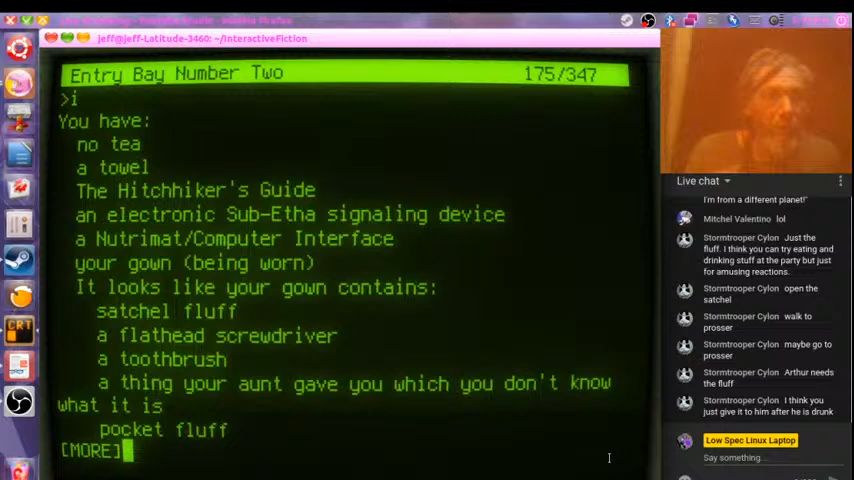 jeff@jeff-Latitude-3460: ~/InteractiveFiction
Entry Bay Number Two 175/347
>i
You have:
no tea
a towel
The Hitchhiker's Guide
an electronic Sub-Etha signaling device
a Nutrimat/Computer Interface
your gown (being worn)
It looks like your gown contains:
satchel fluff
a flathead screwdriver
a toothbrush
a thing your aunt gave you which you don't know
what it is
pocket fluff
[MORE]
CRT
Live chat
I'm from a different planet!"
Mitchel Valentino lol
Stormtrooper Cylon Just the
fluff. I think you can try eating and
drinking stuff at the party but just
for amusing reactions.
Stormtrooper Cylon open the
satchel
Stormtrooper Cylon walk to
prosser
Stormtrooper Cylon maybe go to
prosser
Stormtrooper Cylon Arthur needs
the fluff
Stormtrooper Cylon I think you
just give it to him after he is drunk
Low Spec Linux Laptop
Say something...